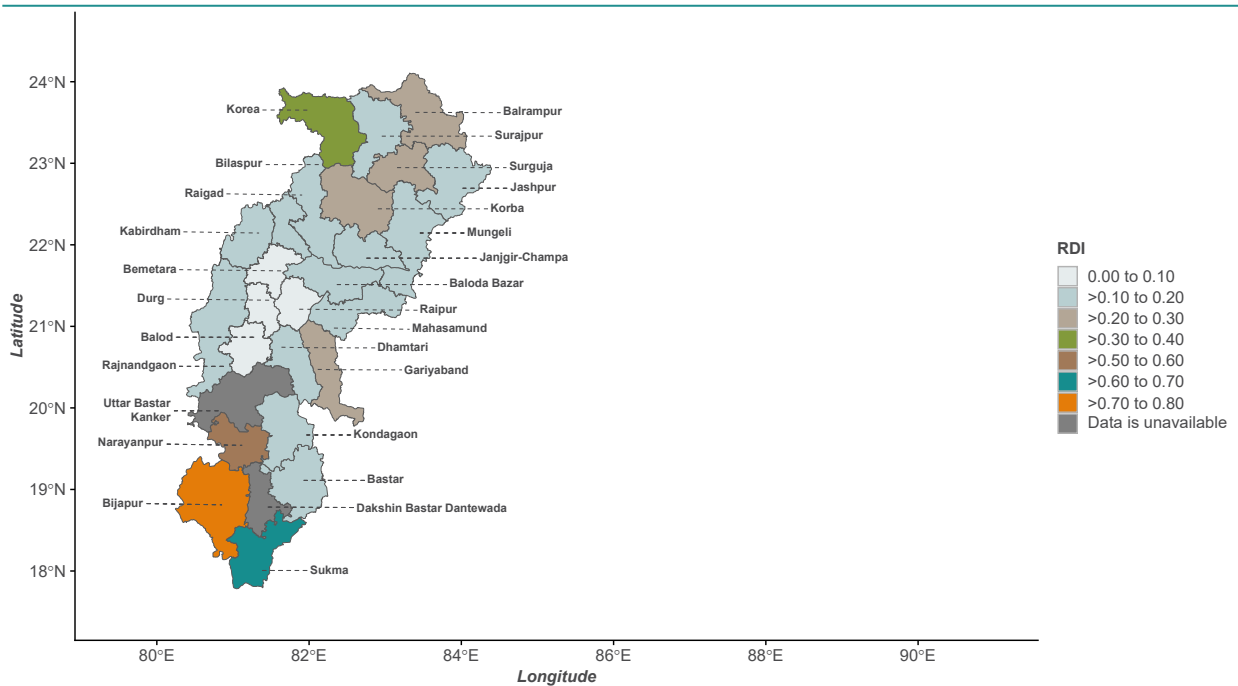 24°N
23°N
22°N
21°N
20°N
19°N
18°N
Latitude
80°E
82°E
84°E
86°E
88°E
90°E
Longitude
Korea
Bilaspur
Raigad
Kabirdham
Bemetara
Durg
Balod
Rajnandgaon
Uttar Bastar
Kanker
Narayanpur
Bijapur
Balrampur
Surajpur
Surguja
Jashpur
Korba
Mungeli
Janjgir-Champa
Baloda Bazar
Raipur
Mahasamund
Dhamtari
Gariyaband
Kondagaon
Bastar
Dakshin Bastar Dantewada
Sukma
RDI
0.00 to 0.10
>0.10 to 0.20
>0.20 to 0.30
>0.30 to 0.40
>0.50 to 0.60
>0.60 to 0.70
>0.70 to 0.80
Data is unavailable